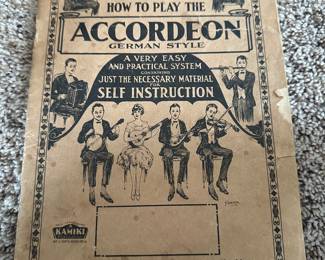 HOW TO PLAY THE
ACCORDEON
GERMAN STYLE
A VERY EASY
AND PRACTICAL SYSTEM
CONTAINING
JUST THE NECESSARY MATERIAL
FOR
SELF INSTRUCTION
KAMIKI